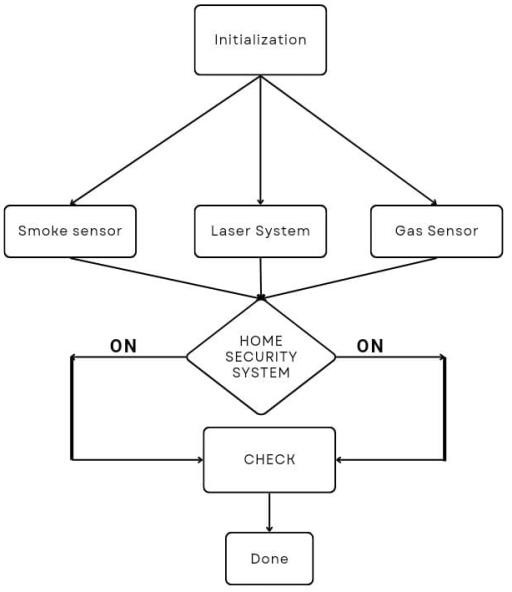 Initialization
Smoke sensor
Laser System
Gas Sensor
HOME
SECURITY
SYSTEM
ON
ON
CHECK
Done